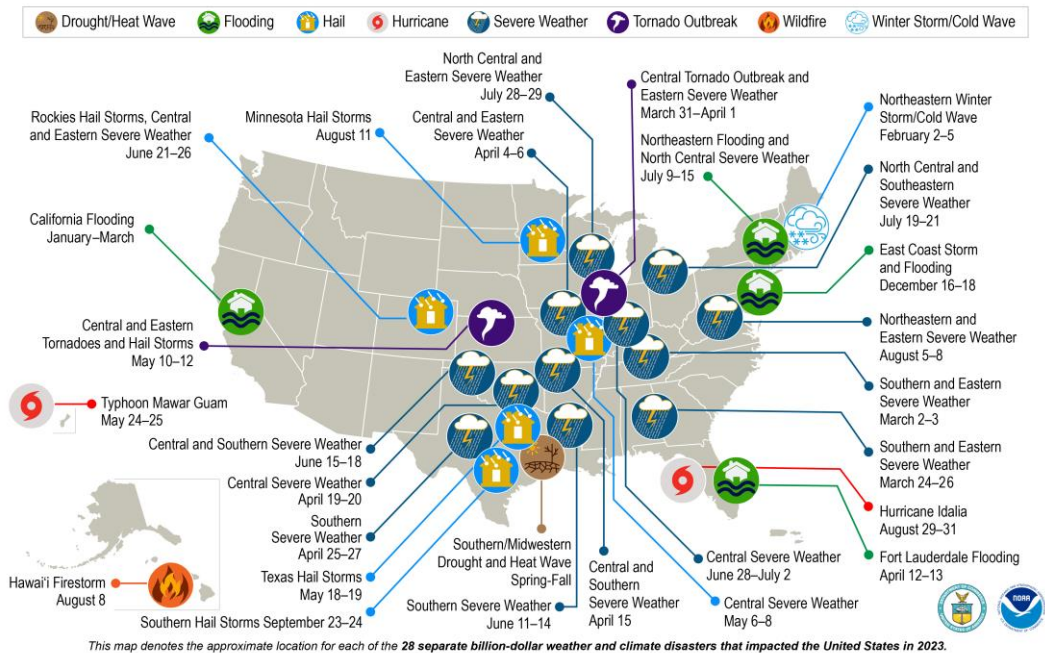 Drought/Heat Wave
Flooding
Hail
Hurricane
Severe Weather
Tornado Outbreak
Wildfire
Winter Storm/Cold Wave
North Central and
Eastern Severe Weather
July 28–29
Central and Eastern
Severe Weather
April 4–6
Central Tornado Outbreak and
Eastern Severe Weather
March 31–April 1
Northeastern Flooding and
North Central Severe Weather
July 9–15
Northeastern Winter
Storm/Cold Wave
February 2–5
Rockies Hail Storms, Central
and Eastern Severe Weather
June 21–26
Minnesota Hail Storms
August 11
North Central and
Southeastern
Severe Weather
July 19–21
California Flooding
January–March
East Coast Storm
and Flooding
December 16–18
Central and Eastern
Tornadoes and Hail Storms
May 10–12
Northeastern and
Eastern Severe Weather
August 5–8
Typhoon Mawar Guam
May 24–25
Southern and Eastern
Severe Weather
March 2–3
Central and Southern Severe Weather
June 15–18
Southern and Eastern
Severe Weather
March 24–26
Central Severe Weather
April 19–20
Hurricane Idalia
August 29–31
Southern
Severe Weather
April 25–27
Fort Lauderdale Flooding
April 12–13
Texas Hail Storms
May 18–19
Southern/Midwestern
Drought and Heat Wave
Spring-Fall
Central and
Southern
Severe Weather
April 15
Central Severe Weather
June 28–July 2
Hawai‘i Firestorm
August 8
Southern Hail Storms September 23–24
Southern Severe Weather
June 11–14
Central Severe Weather
May 6–8
NOAA
This map denotes the approximate location for each of the 28 separate billion-dollar weather and climate disasters that impacted the United States in 2023.